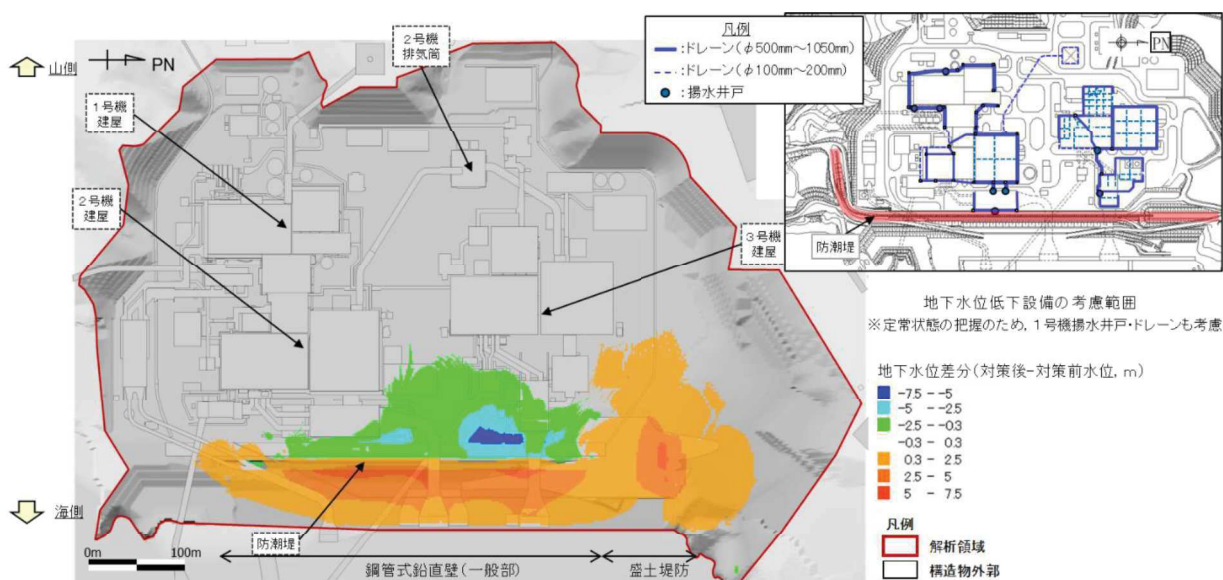 山側
PN
2号機
排気筒
1号機
建屋
2号機
建屋
3号機
建屋
海側
0m 100m
防潮堤
鋼管式鉛直壁(一般部)
盛土堤防
凡例
:ドレーン(φ500mm~1050mm)
:ドレーン(φ100mm~200mm)
:揚水井戸
PN
防潮堤
地下水位低下設備の考慮範囲
※定常状態の把握のため,1号機揚水井戸・ドレーンも考慮
地下水位差分(対策後-対策前水位, m)
-7.5 - -5
-5 - -2.5
-2.5 - -0.3
-0.3 - 0.3
0.3 - 2.5
2.5 - 5
5 - 7.5
凡例
解析領域
構造物外郭